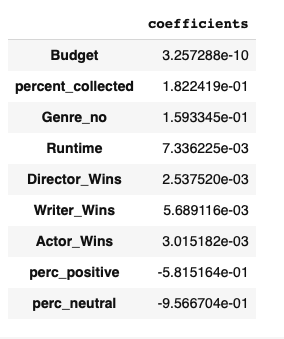 coefficients
Budget 3.257288e-10
percent_collected 1.822419e-01
Genre_no 1.593345e-01
Runtime 7.336225e-03
Director_Wins 2.537520e-03
Writer_Wins 5.689116e-03
Actor_Wins 3.015182e-03
perc_positive -5.815164e-01
perc_neutral -9.566704e-01